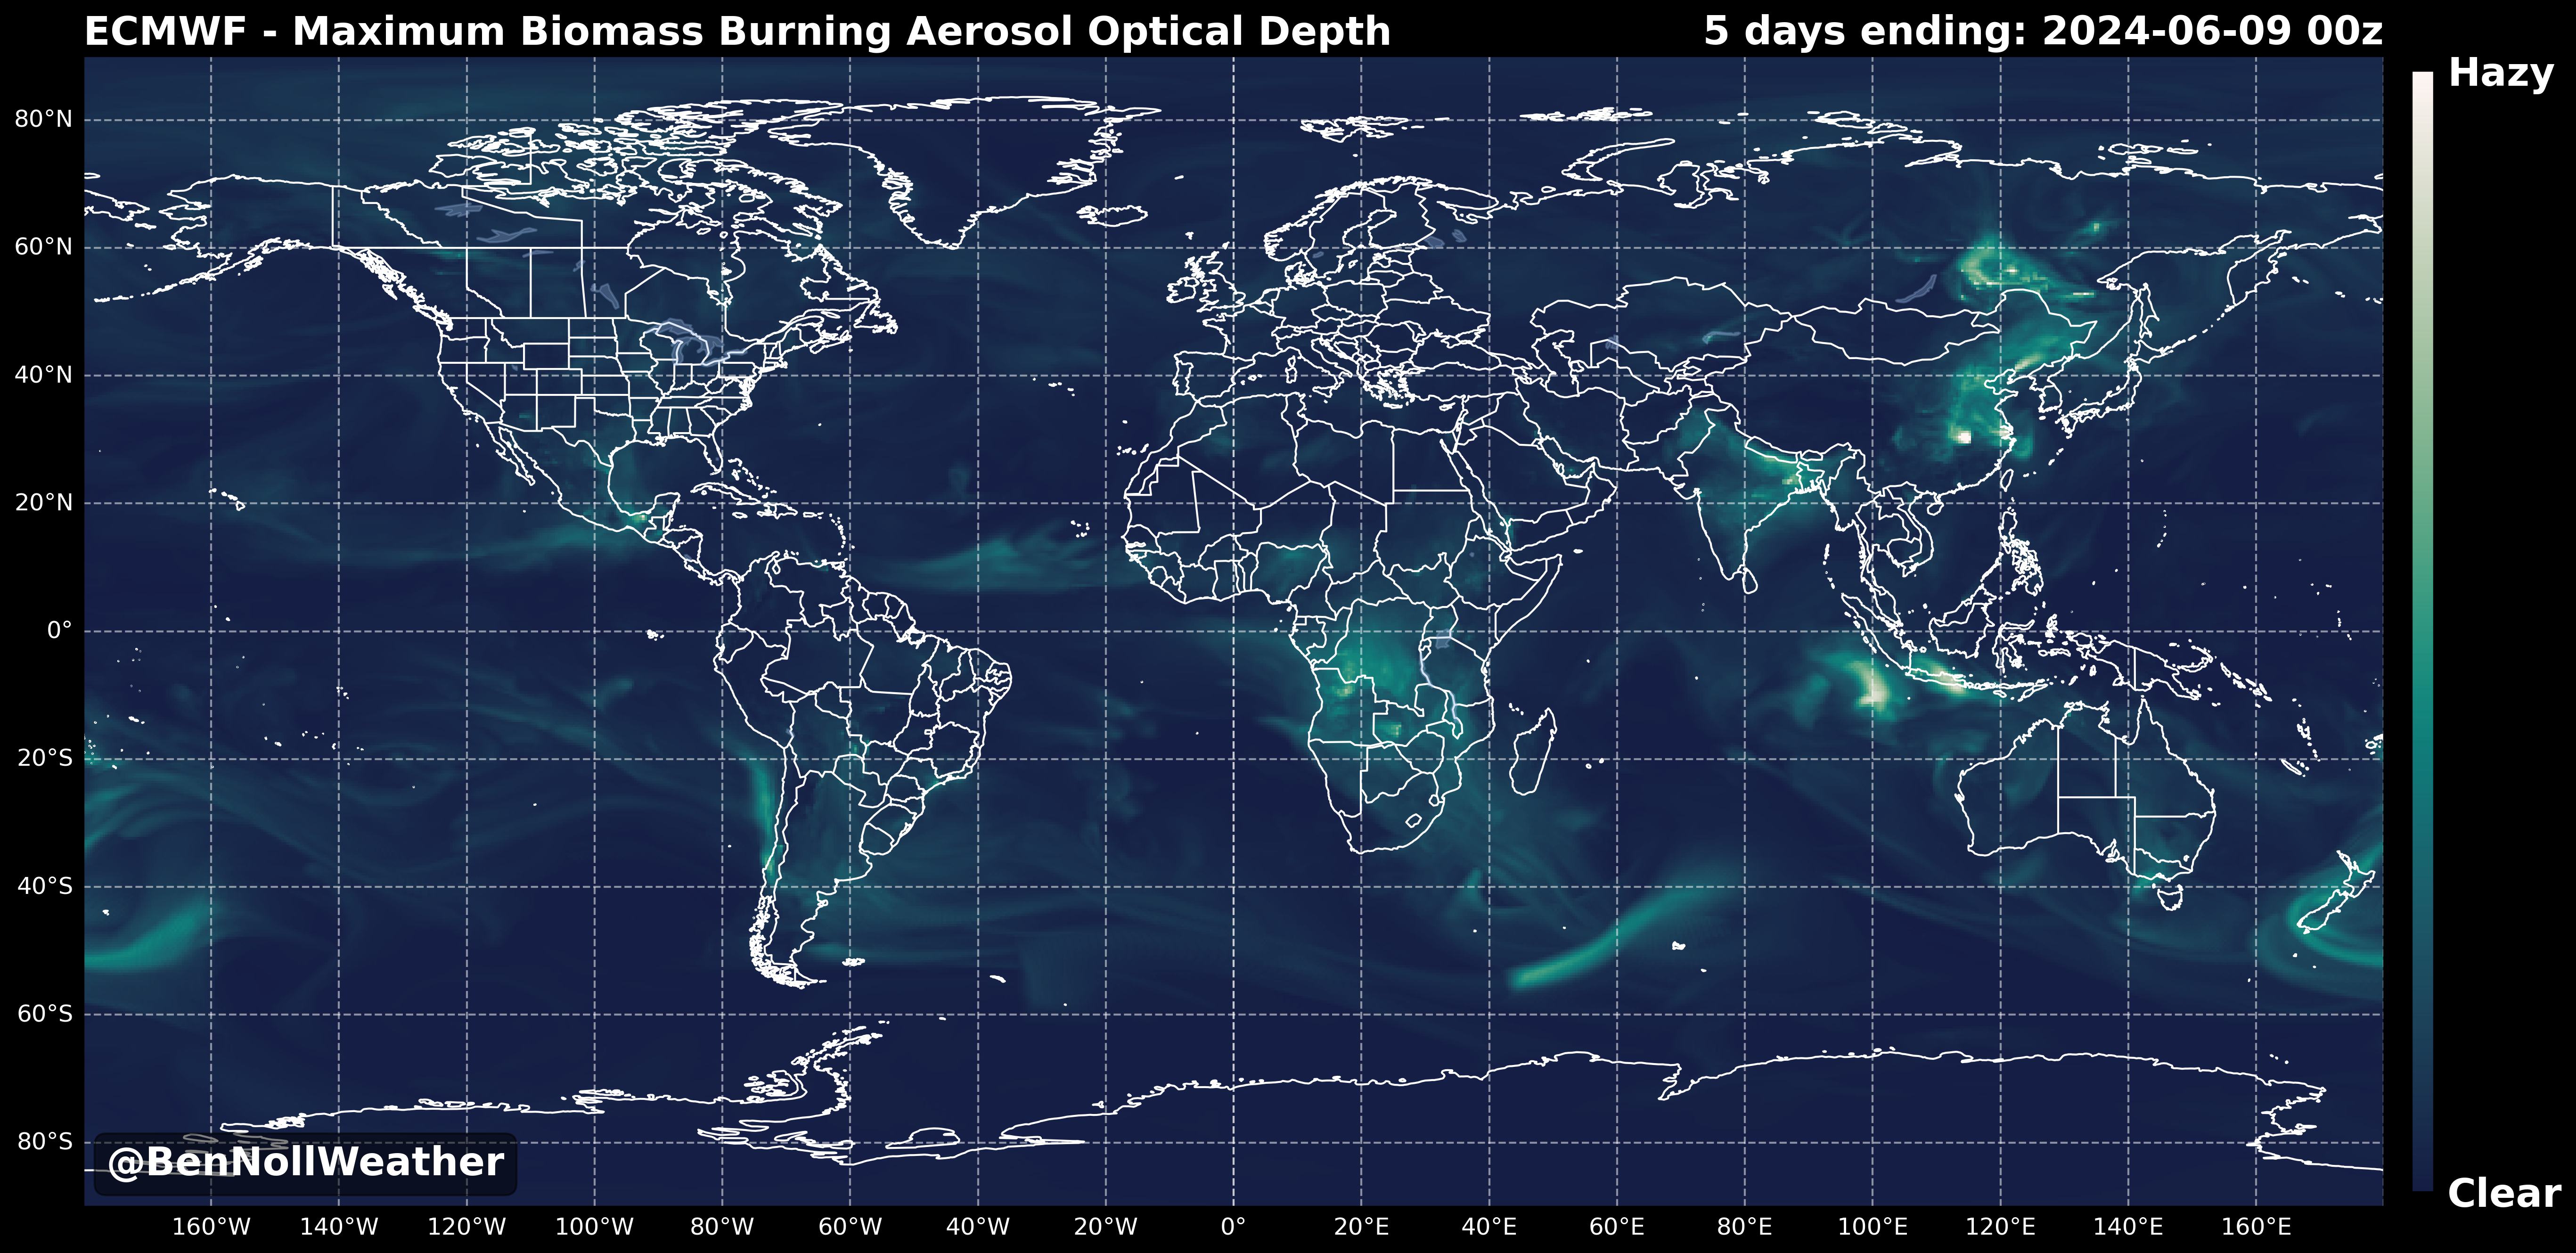 ECMWF - Maximum Biomass Burning Aerosol Optical Depth
5 days ending: 2024-06-09 00z
Hazy
80°N
60°N
40°N
20°N
0°
20°S
40°S
60°S
80°S
@BenNollWeather
Clear
160°W 140°W 120°W 100°W 80°W 60°W 40°W 20°W 0° 20°E 40°E 60°E 80°E 100°E 120°E 140°E 160°E